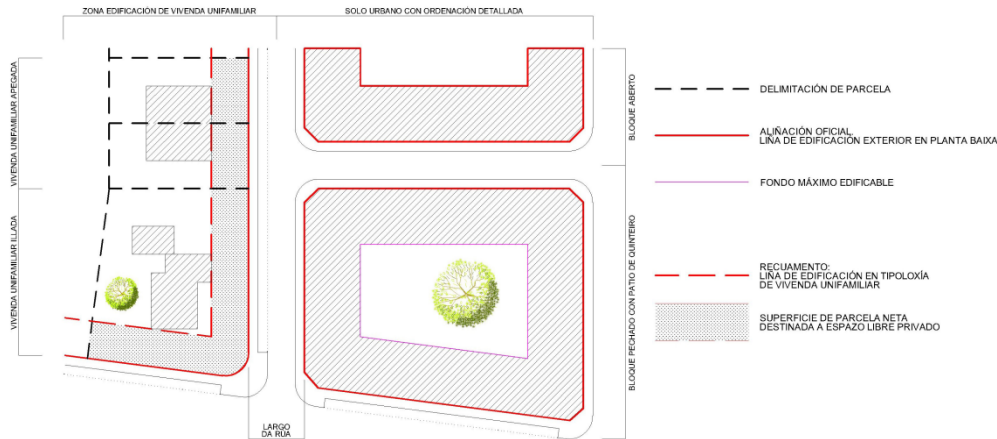 ZONA EDIFICACIÓN DE VIVENDA UNIFAMILIAR
SOLO URBANO CON ORDENACIÓN DETALLADA
VIVENDA UNIFAMILIAR APEGADA
VIVENDA UNIFAMILIAR ILLADA
BLOQUE ABERTO
BLOQUE PECHADO CON PATIO DE QUINTEIRO
LARGO
DA RÚA
DELIMITACIÓN DE PARCELA
ALIÑACIÓN OFICIAL.
LIÑA DE EDIFICACIÓN EXTERIOR EN PLANTA BAIXA
FONDO MÁXIMO EDIFICABLE
RECUAMENTO:
LIÑA DE EDIFICACIÓN EN TIPOLOXÍA
DE VIVENDA UNIFAMILIAR
SUPERFICIE DE PARCELA NETA
DESTINADA A ESPAZO LIBRE PRIVADO